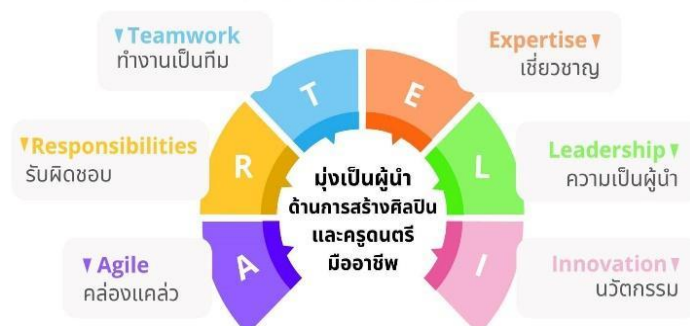 ▼Teamwork
ทำงานเป็นทีม
Expertise▼
เชี่ยวชาญ
▼Responsibilities
รับผิดชอบ
Leadership▼
ความเป็นผู้นำ
▼Agile
คล่องแคล่ว
Innovation▼
นวัตกรรม
A
R
T
E
L
I
มุ่งเป็นผู้นำ
ด้านการสร้างศิลปิน
และครูดนตรี
มืออาชีพ